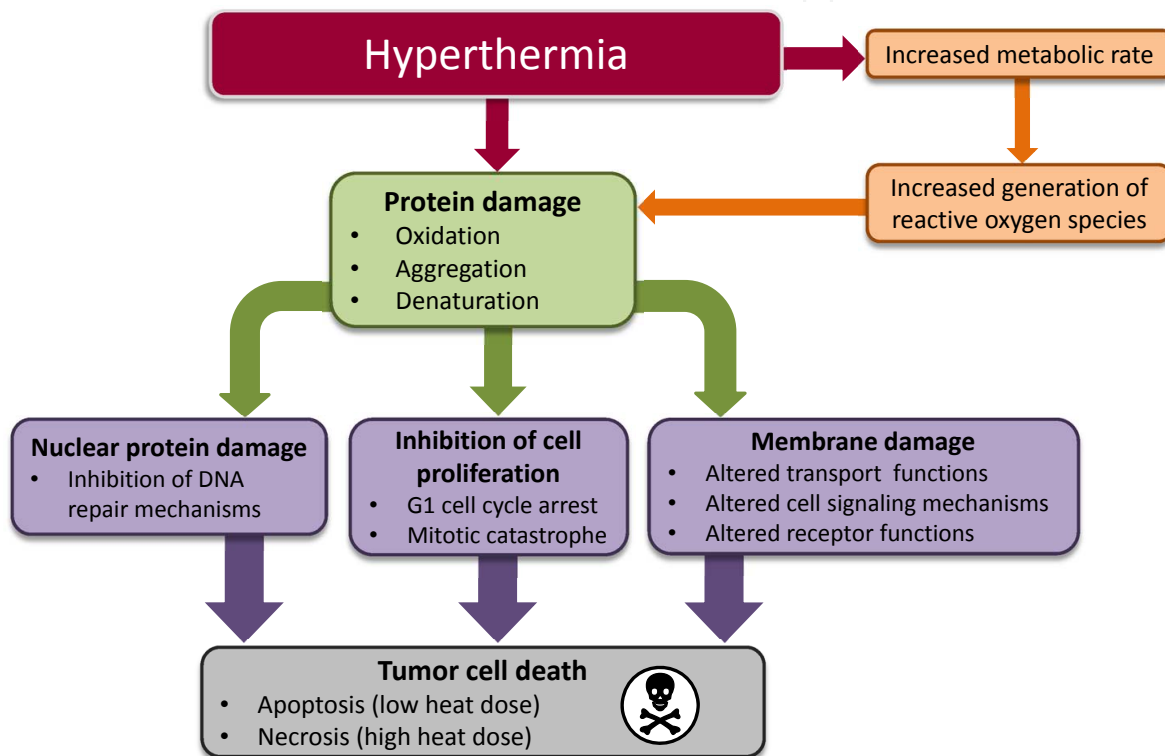 Hyperthermia
Increased metabolic rate
Increased generation of
reactive oxygen species
Protein damage
• Oxidation
• Aggregation
• Denaturation
Nuclear protein damage
• Inhibition of DNA
repair mechanisms
Inhibition of cell
proliferation
• G1 cell cycle arrest
• Mitotic catastrophe
Membrane damage
• Altered transport functions
• Altered cell signaling mechanisms
• Altered receptor functions
Tumor cell death
• Apoptosis (low heat dose)
• Necrosis (high heat dose)